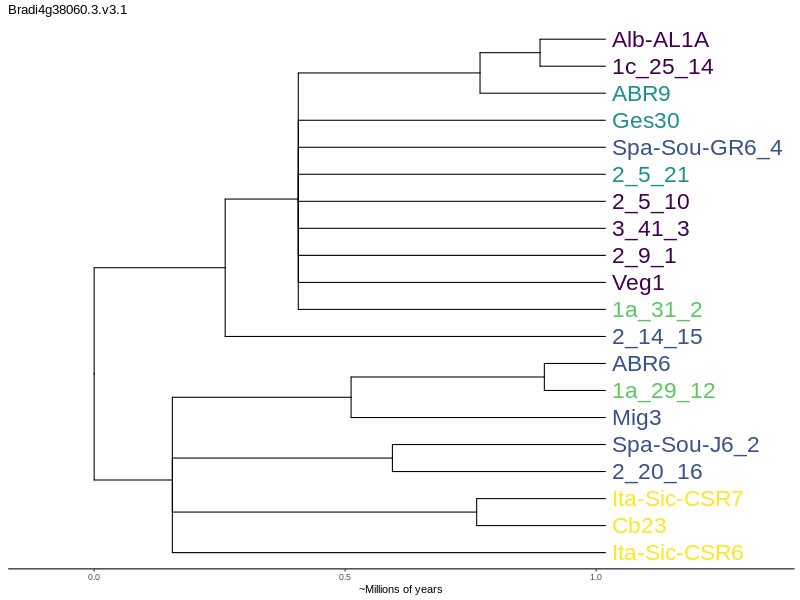 Bradi4g38060.3.v3.1
Alb-AL1A
1c_25_14
ABR9
Ges30
Spa-Sou-GR6_4
2_5_21
2_5_10
3_41_3
2_9_1
Veg1
1a_31_2
2_14_15
ABR6
1a_29_12
Mig3
Spa-Sou-J6_2
2_20_16
Ita-Sic-CSR7
Cb23
Ita-Sic-CSR6
0.0 0.5 1.0
~Millions of years